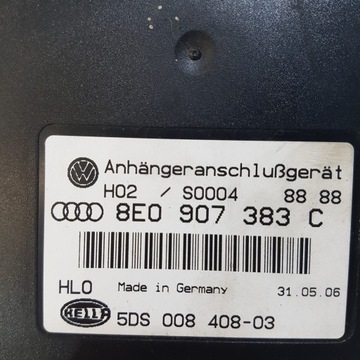 Anhängeranschlußgerät
H02 / S0004 88 88
8E0 907 383 C
HLO Made in Germany 31.05.06
HELLA 5DS 008 408-03